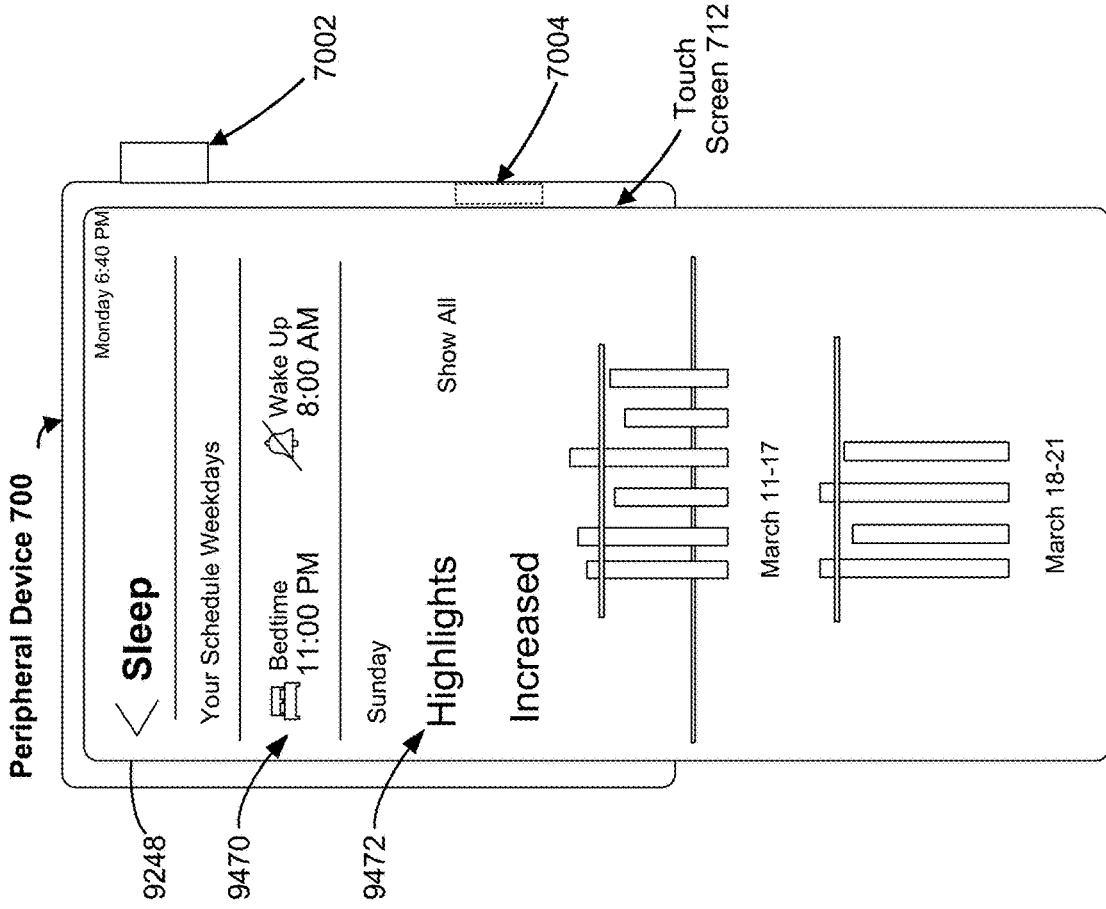 Peripheral Device 700
Monday 6:40 PM
7002
9248
Sleep
Your Schedule Weekdays
9470
Bedtime
11:00 PM
Wake Up
8:00 AM
Sunday
9472
Highlights
Show All
7004
Increased
Touch
Screen 712
March 11-17
March 18-21